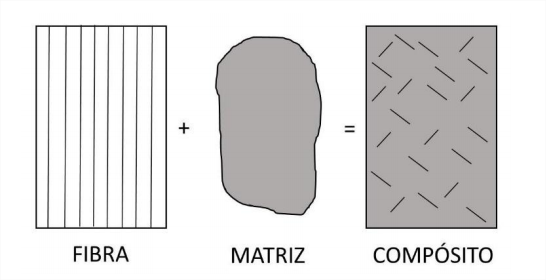 + =
FIBRA MATRIZ COMPÓSITO